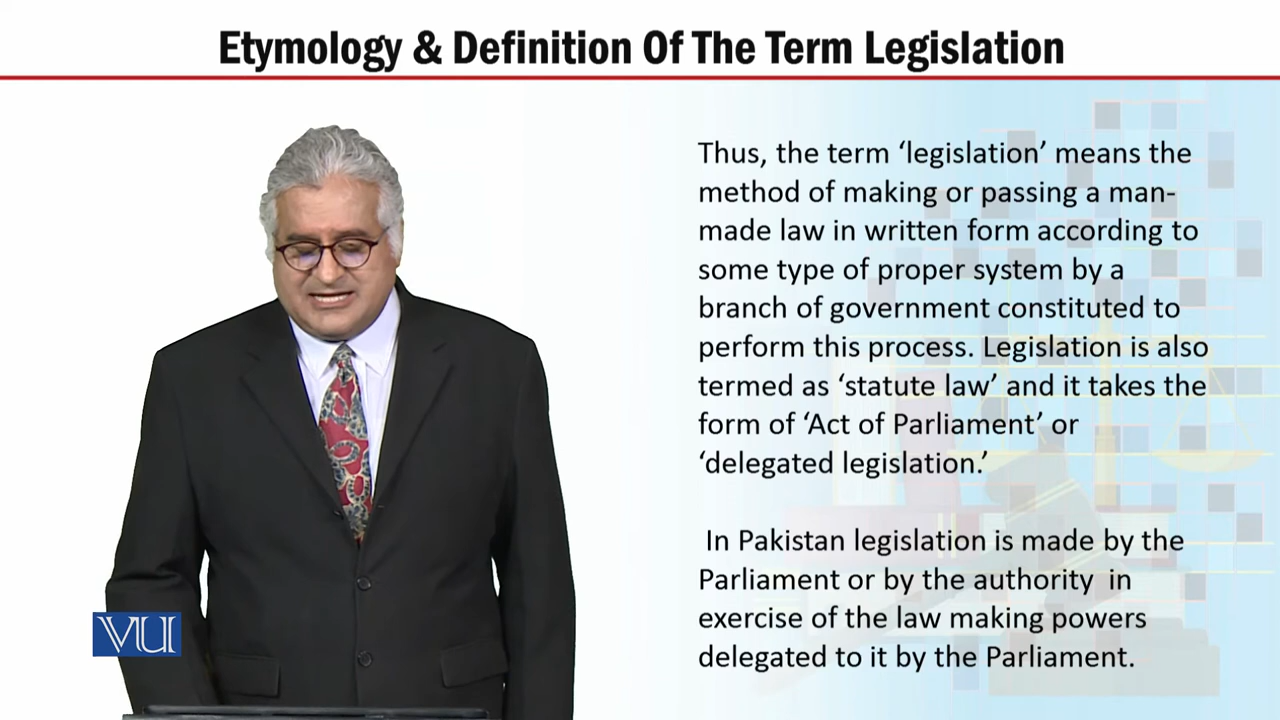 Etymology & Definition Of The Term Legislation
Thus, the term ‘legislation’ means the
method of making or passing a man-
made law in written form according to
some type of proper system by a
branch of government constituted to
perform this process. Legislation is also
termed as ‘statute law’ and it takes the
form of ‘Act of Parliament’ or
‘delegated legislation.’
In Pakistan legislation is made by the
Parliament or by the authority in
exercise of the law making powers
delegated to it by the Parliament.
VU